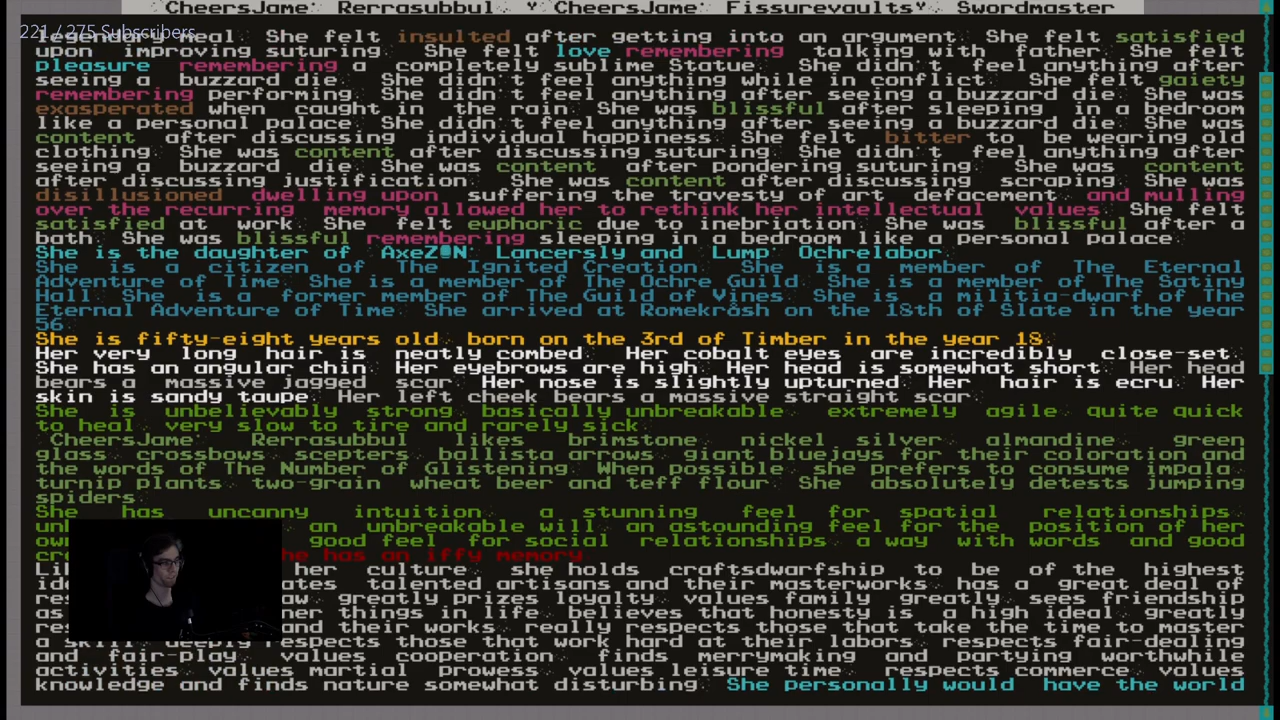 `CheersJame' Rerrasubbul "`CheersJame' Fissurevaults", Swordmaster
221 / 275 Subscribers
legendary meal. She felt insulted after getting into an argument. She felt satisfied
upon improving suturing. She felt love remembering talking with father. She felt
pleasure remembering a completely sublime Statue. She didn't feel anything after
seeing a buzzard die. She didn't feel anything while in conflict. She felt gaiety
remembering performing. She didn't feel anything after seeing a buzzard die. She was
exasperated when caught in the rain. She was blissful after sleeping in a bedroom
like a personal palace. She didn't feel anything after seeing a buzzard die. She was
content after discussing individual happiness. She felt bitter to be wearing old
clothing. She was content after discussing suturing. She didn't feel anything after
seeing a buzzard die. She was content after pondering suturing. She was content
after discussing justification. She was content after discussing scraping. She was
disillusioned dwelling upon suffering the travesty of art defacement and mulling
over the recurring memory allowed her to rethink her intellectual values. She felt
satisfied at work. She felt euphoric due to inebriation. She was blissful after a
bath. She was blissful remembering sleeping in a bedroom like a personal palace.
She is the daughter of `AxeZ◙N' Lancersly and `Lump' Ochrelabor.
She is a citizen of The Ignited Creation. She is a member of The Eternal
Adventure of Time. She is a member of The Ochre Guild. She is a member of The Satiny
Hall. She is a former member of The Guild of Vines. She is a militia-dwarf of The
Eternal Adventure of Time. She arrived at Romekrôsh on the 18th of Slate in the year
56.
She is fifty-eight years old, born on the 3rd of Timber in the year 18.
Her very long hair is neatly combed. Her cobalt eyes are incredibly close-set.
She has an angular chin. Her eyebrows are high. Her head is somewhat short. Her head
bears a massive jagged scar. Her nose is slightly upturned. Her hair is ecru. Her
skin is sandy taupe. Her left cheek bears a massive straight scar.
She is unbelievably strong, basically unbreakable, extremely agile, quite quick
to heal, very slow to tire and rarely sick.
`CheersJame' Rerrasubbul likes brimstone, nickel silver, almandine, green
glass, crossbows, scepters, ballista arrows, giant bluejays for their coloration and
the words of The Number of Glistening. When possible, she prefers to consume impala,
turnip plants, two-grain wheat beer and teff flour. She absolutely detests jumping
spiders.
She has uncanny intuition, a stunning feel for spatial relationships,
an unbreakable will, an astounding feel for the position of her
good feel for social relationships, a way with words and good
she has an iffy memory.
her culture, she holds craftsdwarfship to be of the highest
talented artisans and their masterworks, has a great deal of
greatly prizes loyalty, values family greatly, sees friendship
things in life, believes that honesty is a high ideal, greatly
and their works, really respects those that take the time to master
a skill, deeply respects those that work hard at their labors, respects fair-dealing
and fair-play, values cooperation, finds merrymaking and partying worthwhile
activities, values martial prowess, values leisure time, respects commerce, values
knowledge and finds nature somewhat disturbing. She personally would have the world